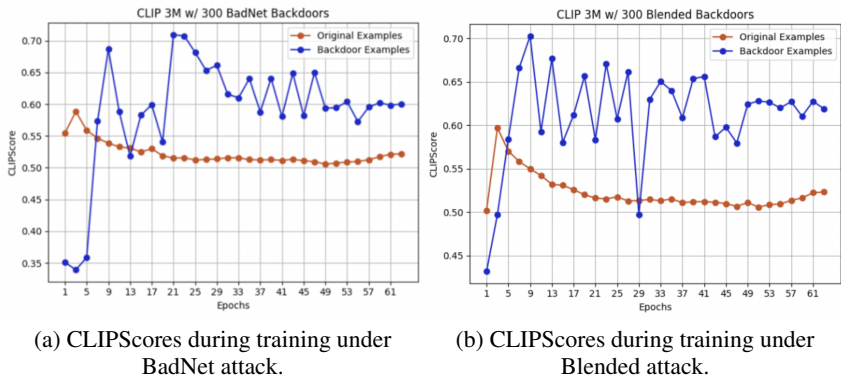 CLIP 3M w/ 300 BadNet Backdoors
Original Examples
Backdoor Examples
CLIPScore
0.70
0.65
0.60
0.55
0.50
0.45
0.40
0.35
1 5 9 13 17 21 25 29 33 37 41 45 49 53 57 61
Epochs
(a) CLIPScores during training under
BadNet attack.
CLIP 3M w/ 300 Blended Backdoors
Original Examples
Backdoor Examples
CLIPScore
0.70
0.65
0.60
0.55
0.50
0.45
1 5 9 13 17 21 25 29 33 37 41 45 49 53 57 61
Epochs
(b) CLIPScores during training under
Blended attack.